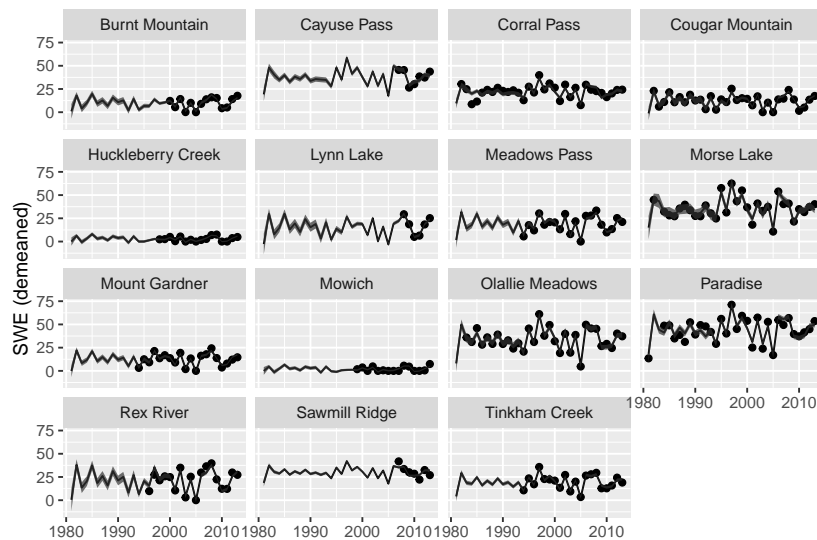 Burnt Mountain Cayuse Pass Corral Pass Cougar Mountain
75
50
25
0
Huckleberry Creek Lynn Lake Meadows Pass Morse Lake
75
50
25
0
Mount Gardner Mowich Olallie Meadows Paradise
75
50
25
0
1980 1990 2000 2010
Rex River Sawmill Ridge Tinkham Creek
75
50
25
0
1980 1990 2000 2010 1980 1990 2000 2010 1980 1990 2000 2010
SWE (demeaned)